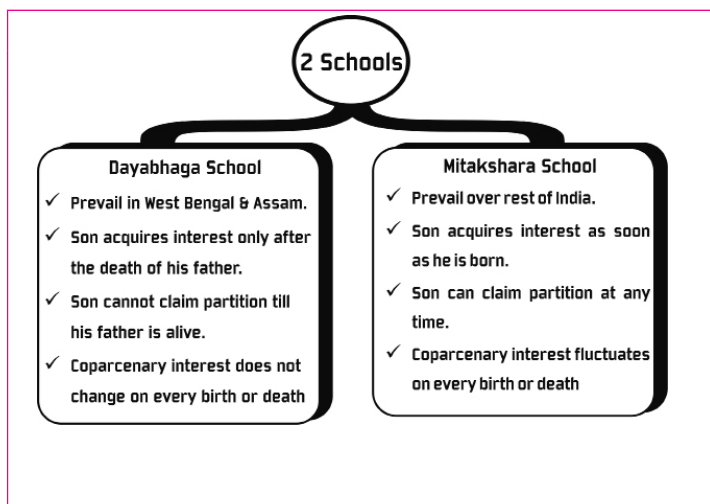 2 Schools
Dayabhaga School
✓ Prevail in West Bengal & Assam.
✓ Son acquires interest only after
the death of his father.
✓ Son cannot claim partition till
his father is alive.
✓ Coparcenary interest does not
change on every birth or death
Mitakshara School
✓ Prevail over rest of India.
✓ Son acquires interest as soon
as he is born.
✓ Son can claim partition at any
time.
✓ Coparcenary interest fluctuates
on every birth or death